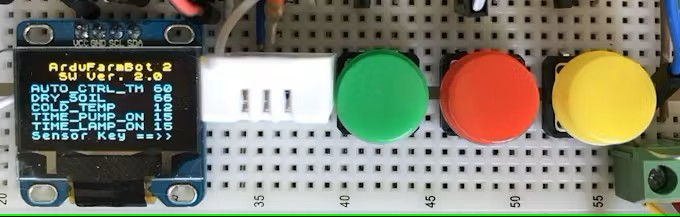 VCC GND SCL SDA
ArduFarmBot 2
SW Ver. 2.0
AUTO_CTRL_TM 60
DRY_SOIL 66
COLD_TEMP 12
TIME_PUMP_ON 15
TIME_LAMP_ON 15
Sensor Key ==>>
20
35
40
45
50
55